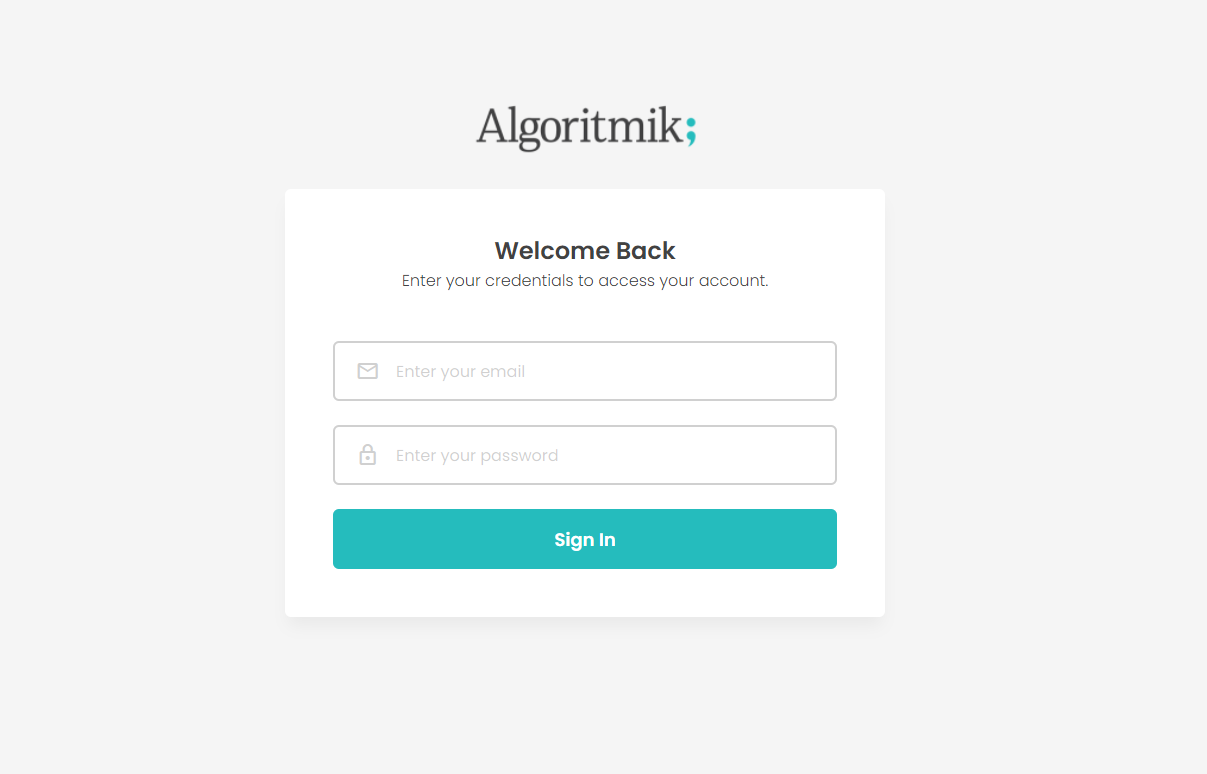 Algoritmik;
Welcome Back
Enter your credentials to access your account.
Enter your email
Enter your password
Sign In